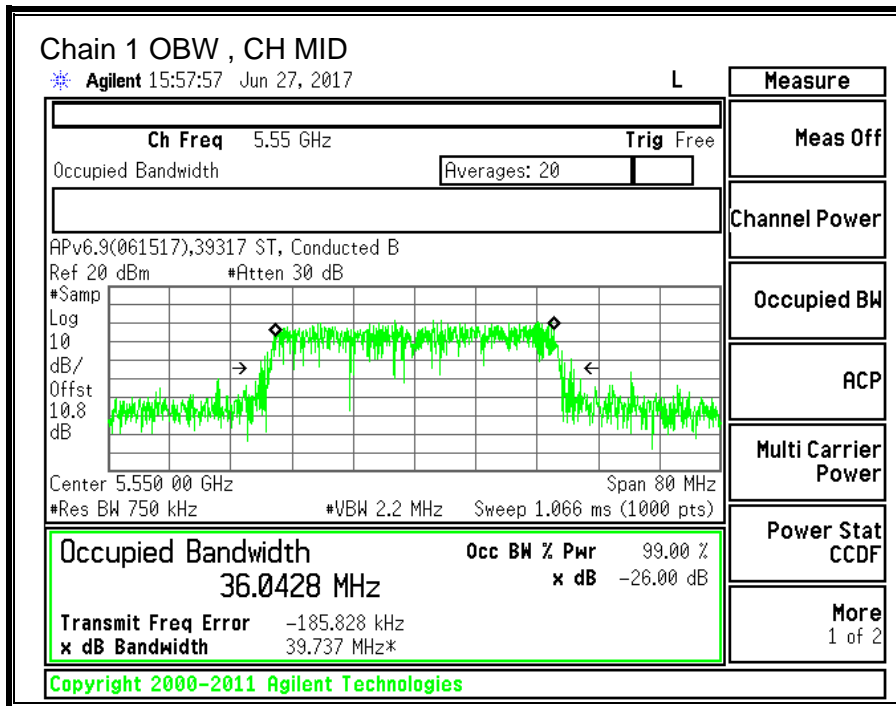 Chain 1 OBW , CH MID
Agilent 15:57:57 Jun 27, 2017 L
Measure
Ch Freq 5.55 GHz Trig Free
Occupied Bandwidth Averages: 20
APv6.9(061517),39317 ST, Conducted B
Ref 20 dBm #Atten 30 dB
#Samp
Log
10
dB/
Offst
10.8
dB
Center 5.550 00 GHz Span 80 MHz
#Res BW 750 kHz #VBW 2.2 MHz Sweep 1.066 ms (1000 pts)
Occupied Bandwidth Occ BW % Pwr 99.00 %
36.0428 MHz x dB -26.00 dB
Transmit Freq Error -185.828 kHz
x dB Bandwidth 39.737 MHz*
Copyright 2000-2011 Agilent Technologies
Meas Off
Channel Power
Occupied BW
ACP
Multi Carrier
Power
Power Stat
CCDF
More
1 of 2